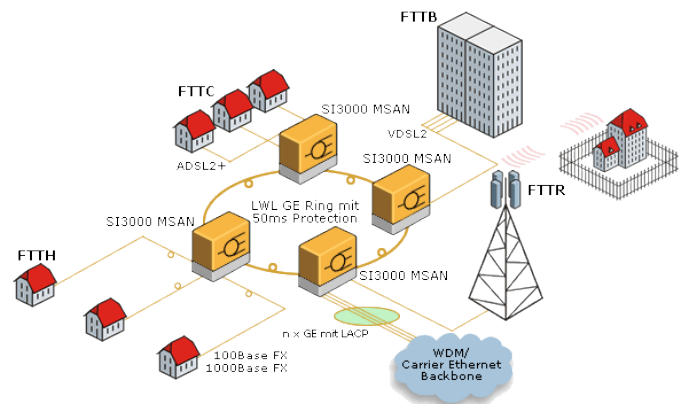 FTTB
FTTC
SI3000 MSAN
VDSL2
ADSL2+
SI3000 MSAN
FTTR
LWL GE Ring mit
50ms Protection
SI3000 MSAN
FTTH
SI3000 MSAN
n x GE mit LACP
100Base FX
1000Base FX
WDM/
Carrier Ethernet
Backbone